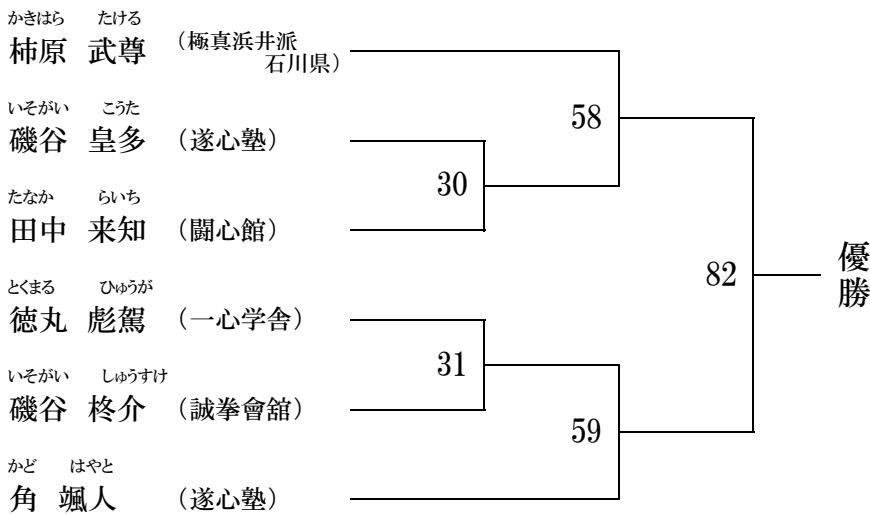 かきはら たける
柿原 武尊 （極真浜井派
石川県）
いそがい こうた
磯谷 皇多 （遂心塾）
たなか らいち
田中 来知 （闘心館）
とくまる ひゅうが
徳丸 彪駕 （一心学舎）
いそがい しゅうすけ
磯谷 柊介 （誠拳會舘）
かど はやと
角 颯人 （遂心塾）
58
30
82
31
59
優勝